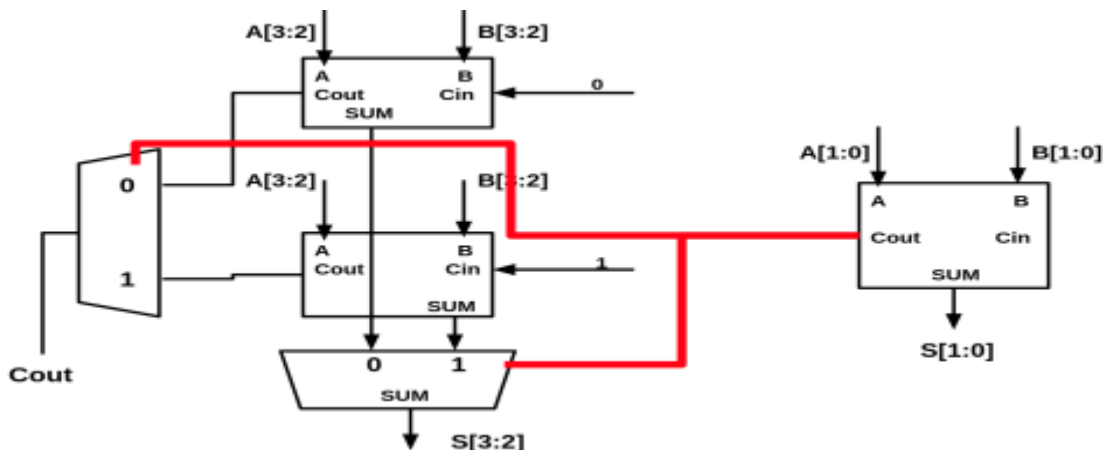 A[3:2] B[3:2]
A B
Cout Cin 0
SUM
A[1:0] B[1:0]
0
A[3:2] B[3:2]
A B
Cout Cin
SUM
A B
Cout Cin 1
SUM
1
S[1:0]
0 1
Cout
SUM
S[3:2]